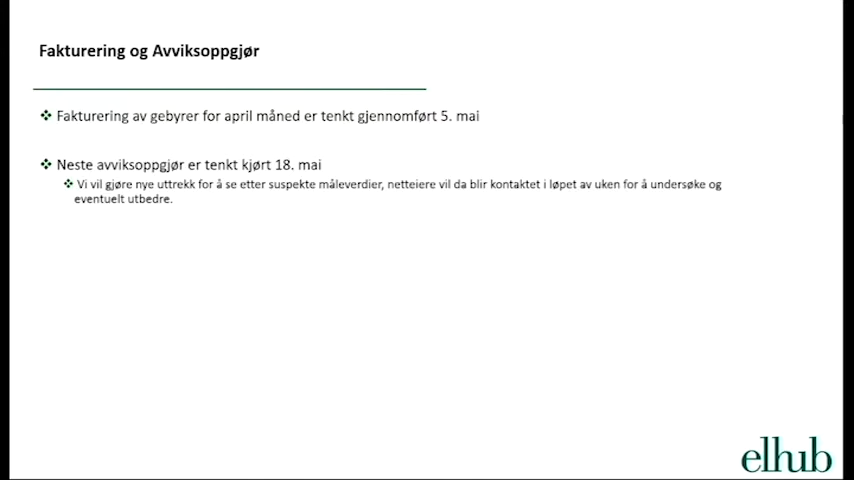 Fakturering og Avviksoppgjør
Fakturering av gebyrer for april måned er tenkt gjennomført 5. mai
Neste avviksoppgjør er tenkt kjørt 18. mai
Vi vil gjøre nye uttrekk for å se etter suspekte måleverdier, netteiere vil da blir kontaktet i løpet av uken for å undersøke og
eventuelt utbedre.
elhub